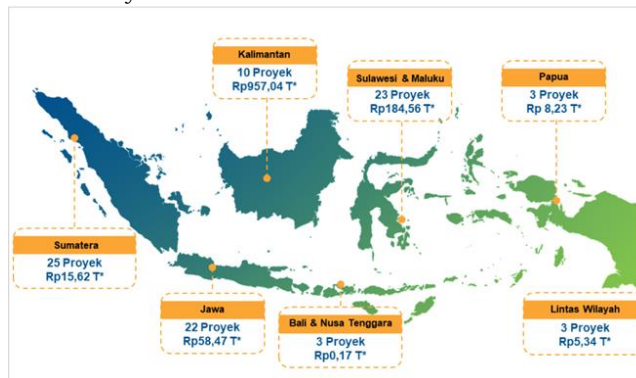 Kalimantan
10 Proyek
Rp957,04 T*
Sulawesi & Maluku
23 Proyek
Rp184,56 T*
Papua
3 Proyek
Rp 8,23 T*
Sumatera
25 Proyek
Rp15,62 T*
Jawa
22 Proyek
Rp58,47 T*
Bali & Nusa Tenggara
3 Proyek
Rp0,17 T*
Lintas Wilayah
3 Proyek
Rp5,34 T*